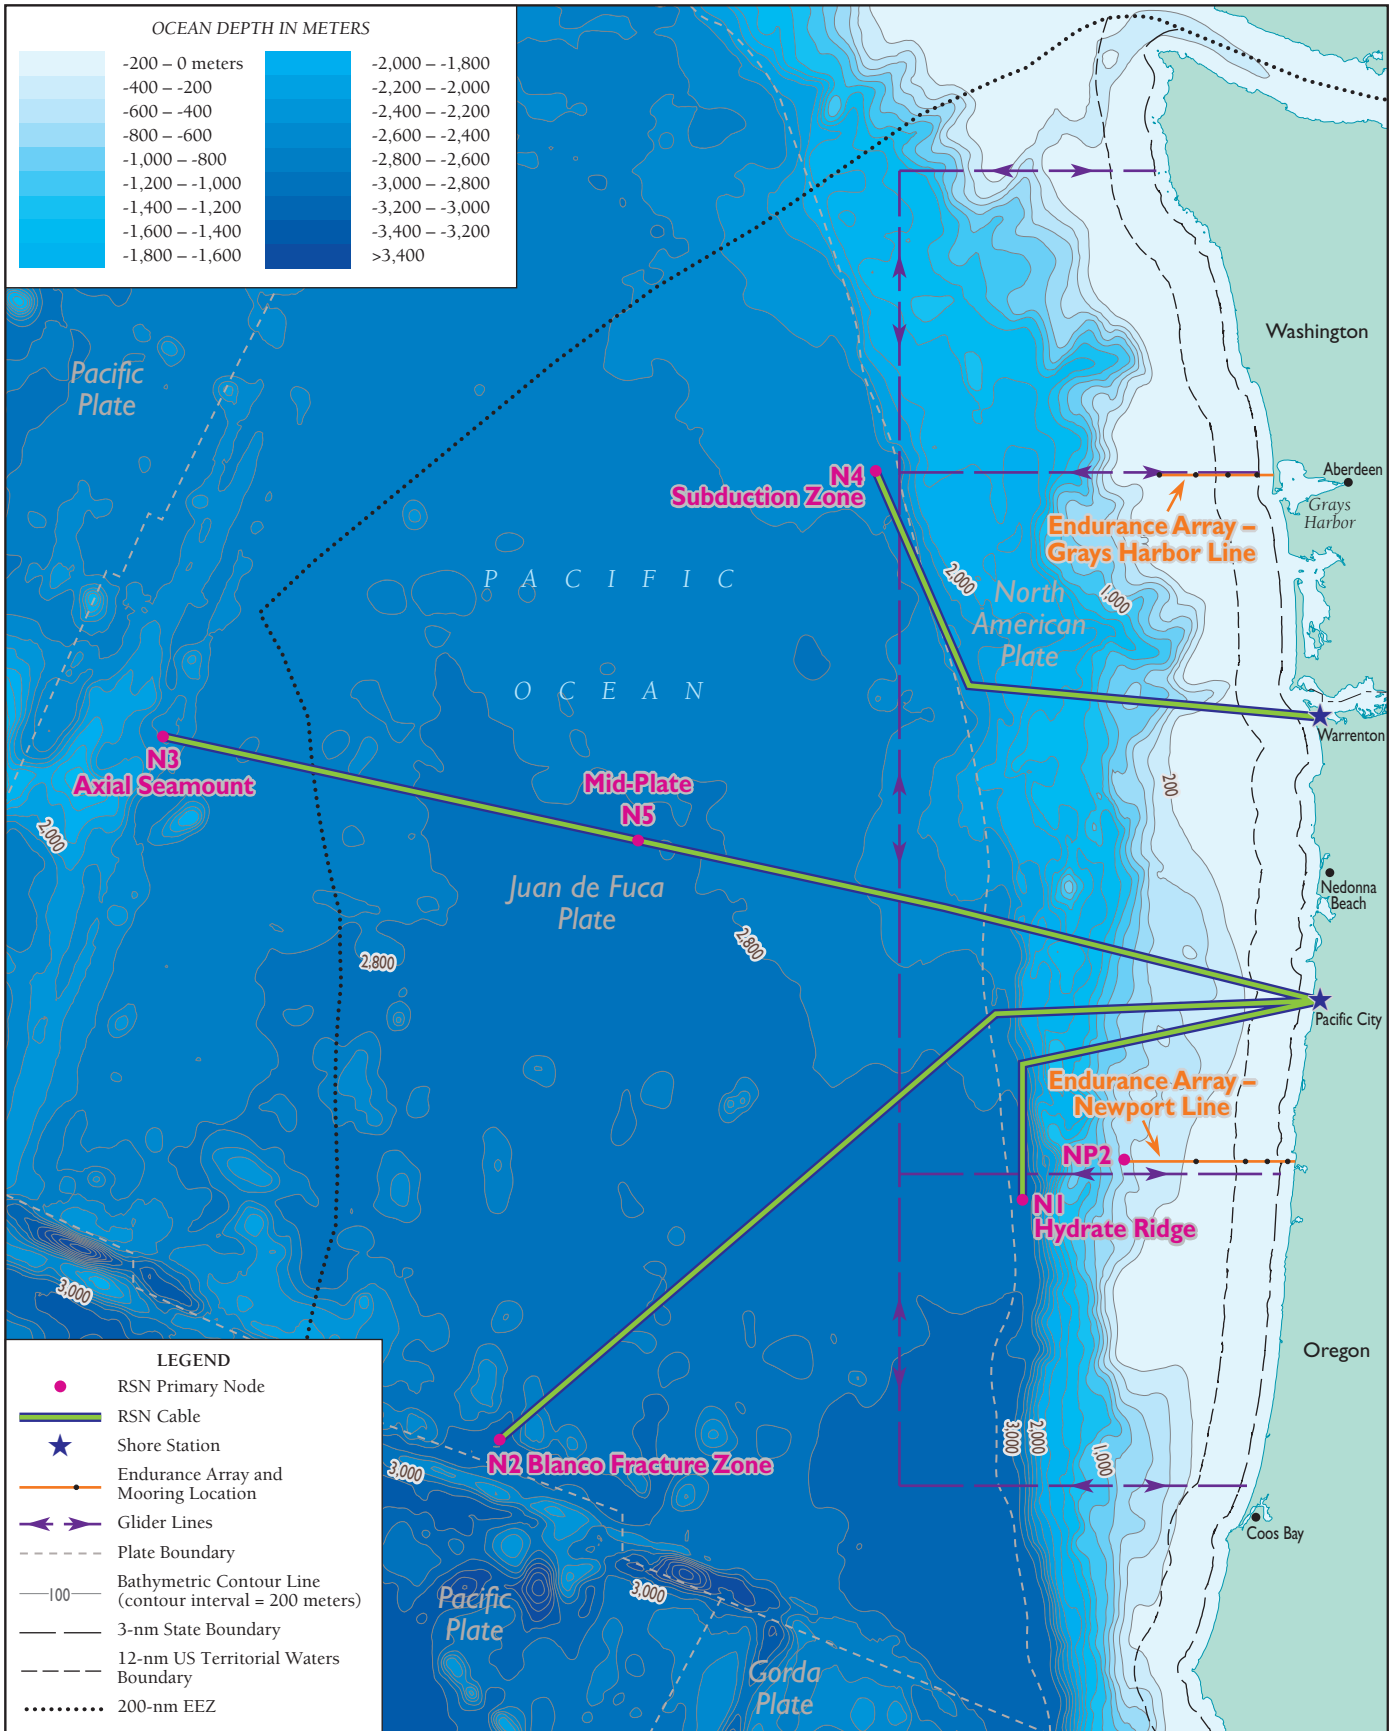 OCEAN DEPTH IN METERS
-200 – 0 meters
-400 – -200
-600 – -400
-800 – -600
-1,000 – -800
-1,200 – -1,000
-1,400 – -1,200
-1,600 – -1,400
-1,800 – -1,600
-2,000 – -1,800
-2,200 – -2,000
-2,400 – -2,200
-2,600 – -2,400
-2,800 – -2,600
-3,000 – -2,800
-3,200 – -3,000
-3,400 – -3,200
>3,400
Washington
Pacific
Plate
N4
Subduction Zone
Aberdeen
Grays
Harbor
Endurance Array –
Grays Harbor Line
PACIFIC
2,000
North
American
Plate
1,000
OCEAN
Warrenton
N3
Axial Seamount
Mid-Plate
N5
200
2,000
Juan de Fuca
Plate
Nedonna
Beach
2,800
2,800
Pacific City
Endurance Array –
Newport Line
NP2
N1
Hydrate Ridge
3,000
Oregon
3,000
2,000
1,000
N2 Blanco Fracture Zone
3,000
Coos Bay
3,000
Pacific
Plate
Gorda
Plate
LEGEND
RSN Primary Node
RSN Cable
Shore Station
Endurance Array and
Mooring Location
Glider Lines
Plate Boundary
100
Bathymetric Contour Line
(contour interval = 200 meters)
3-nm State Boundary
12-nm US Territorial Waters
Boundary
200-nm EEZ